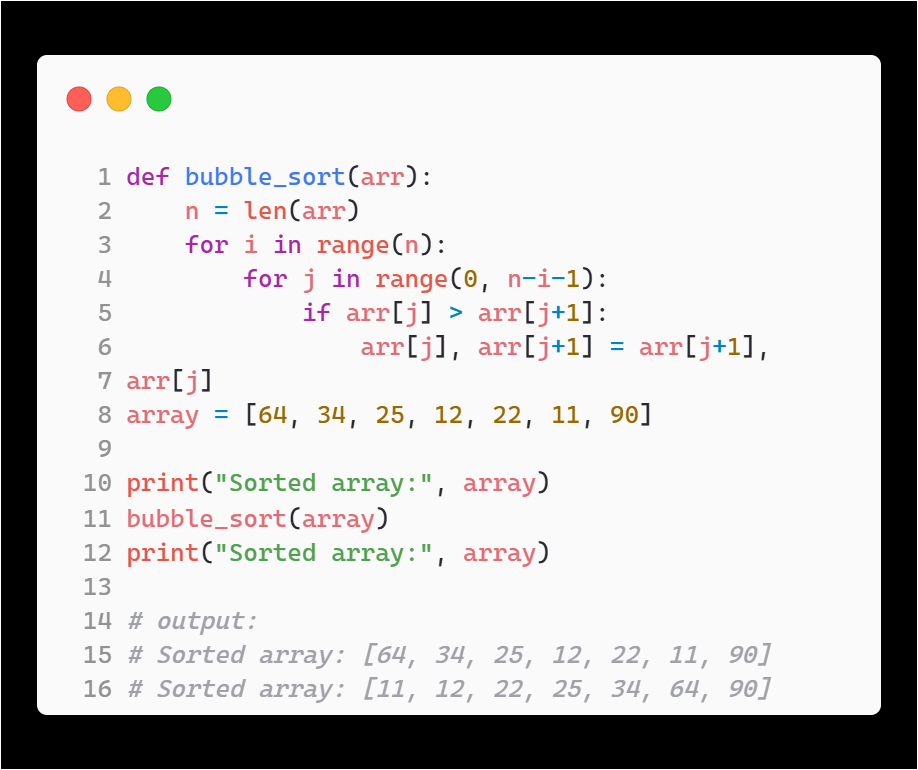 1 def bubble_sort(arr):
2     n = len(arr)
3     for i in range(n):
4         for j in range(0, n-i-1):
5             if arr[j] > arr[j+1]:
6                 arr[j], arr[j+1] = arr[j+1],
7 arr[j]
8 array = [64, 34, 25, 12, 22, 11, 90]
9
10 print("Sorted array:", array)
11 bubble_sort(array)
12 print("Sorted array:", array)
13
14 # output:
15 # Sorted array: [64, 34, 25, 12, 22, 11, 90]
16 # Sorted array: [11, 12, 22, 25, 34, 64, 90]